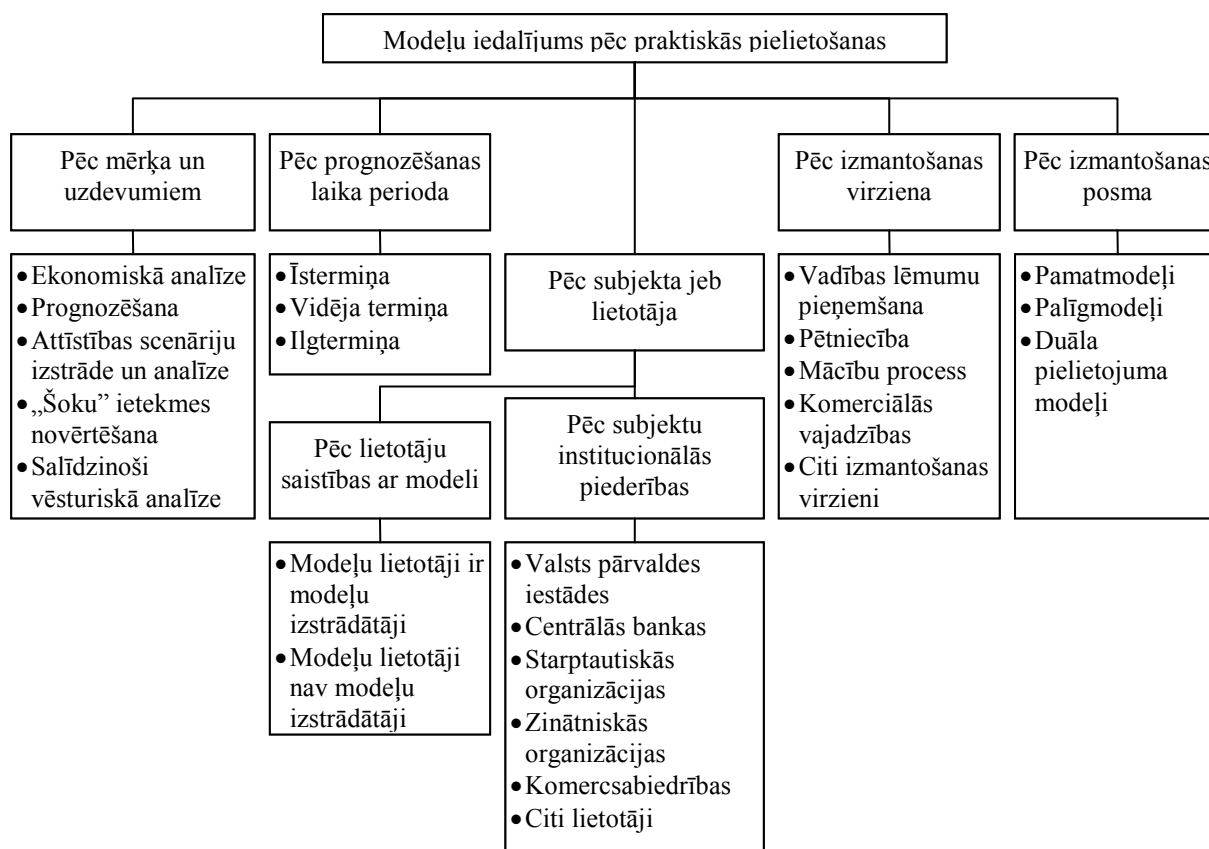 Modeļu iedalījums pēc praktiskās pielietošanas
Pēc mērķa un
uzdevumiem
Pēc prognozēšanas
laika perioda
Pēc izmantošanas
virziena
Pēc izmantošanas
posma
•Ekonomiskā analīze
•Prognozēšana
•Attīstības scenāriju
izstrāde un analīze
•„Šoku” ietekmes
novērtēšana
•Salīdzinoši
vēsturiskā analīze
•Īstermiņa
•Vidēja termiņa
•Ilgtermiņa
Pēc subjekta jeb
lietotāja
•Vadības lēmumu
pieņemšana
•Pētniecība
•Mācību process
•Komerciālās
vajadzības
•Citi izmantošanas
virzieni
•Pamatmodeļi
•Palīgmodeļi
•Duāla
pielietojuma
modeļi
Pēc lietotāju
saistības ar modeli
Pēc subjektu
institucionālās
piederības
•Modeļu lietotāji ir
modeļu
izstrādātāji
•Modeļu lietotāji
nav modeļu
izstrādātāji
•Valsts pārvaldes
iestādes
•Centrālās bankas
•Starptautiskās
organizācijas
•Zinātniskās
organizācijas
•Komercsabiedrības
•Citi lietotāji